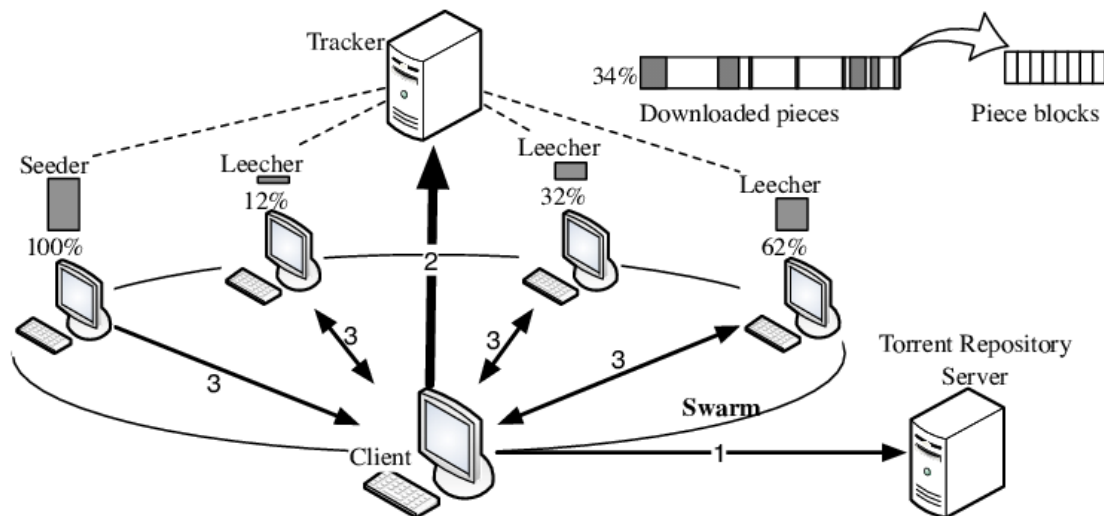 Tracker
34%
Downloaded pieces
Piece blocks
Seeder
100%
Leecher
12%
Leecher
32%
Leecher
62%
2
3
3
3
3
Torrent Repository
Server
Swarm
Client
1